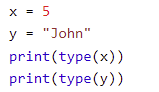 x = 5
y = "John"
print(type(x))
print(type(y))